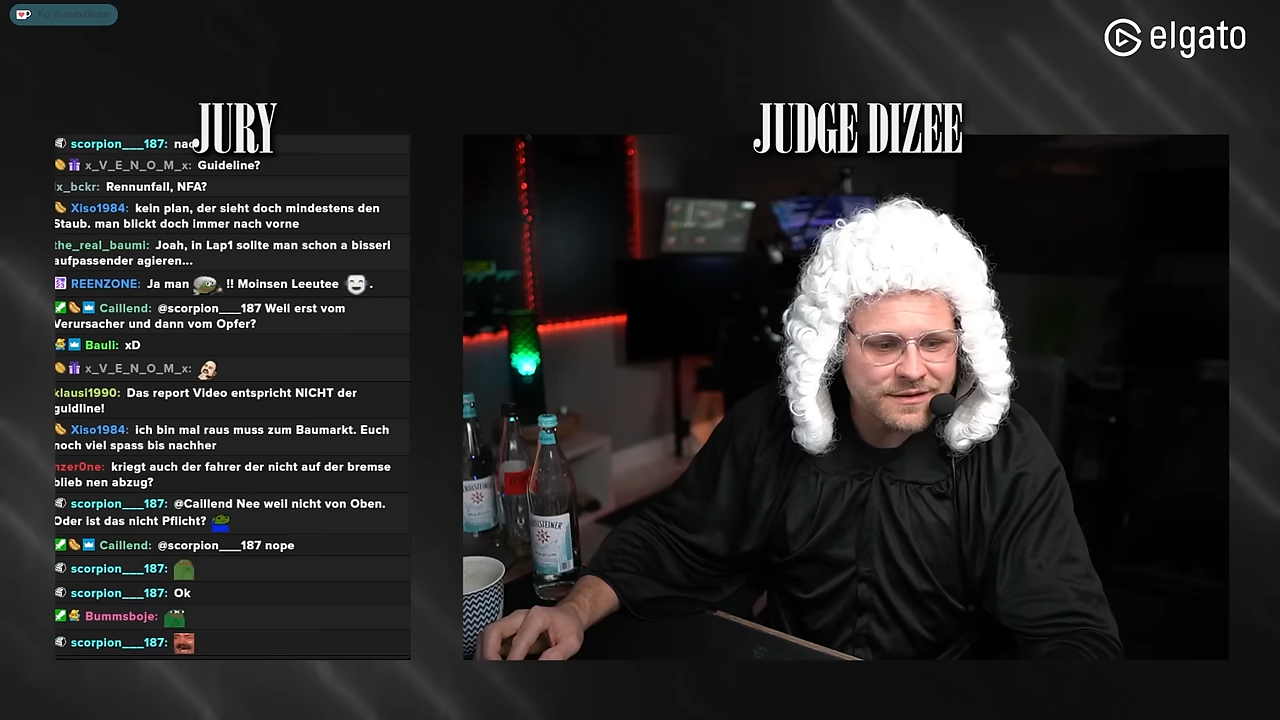 elgato
JURY
JUDGE DIZEE
scorpion___187:
x_V_E_N_O_M_x: Guideline?
lx_bckr: Rennunfall, NFA?
Xiso1984: kein plan, der sieht doch mindestens den
Staub. man blickt doch immer nach vorne
the_real_baumi: Joah, in Lap1 sollte man schon a bisserl
aufpassender agieren...
REENZONE: Ja man !! Moinsen Leeutee .
Caillend: @scorpion___187 Weil erst vom
Verursacher und dann vom Opfer?
Bauli: xD
x_V_E_N_O_M_x:
klausi1990: Das report Video entspricht NICHT der
guidline!
Xiso1984: ich bin mal raus muss zum Baumarkt. Euch
noch viel spass bis nachher
nzer0ne: kriegt auch der fahrer der nicht auf der bremse
blieb nen abzug?
scorpion___187: @Caillend Nee weil nicht von Oben.
Oder ist das nicht Pflicht?
Caillend: @scorpion___187 nope
scorpion___187:
scorpion___187: Ok
Bummsboje:
scorpion___187: